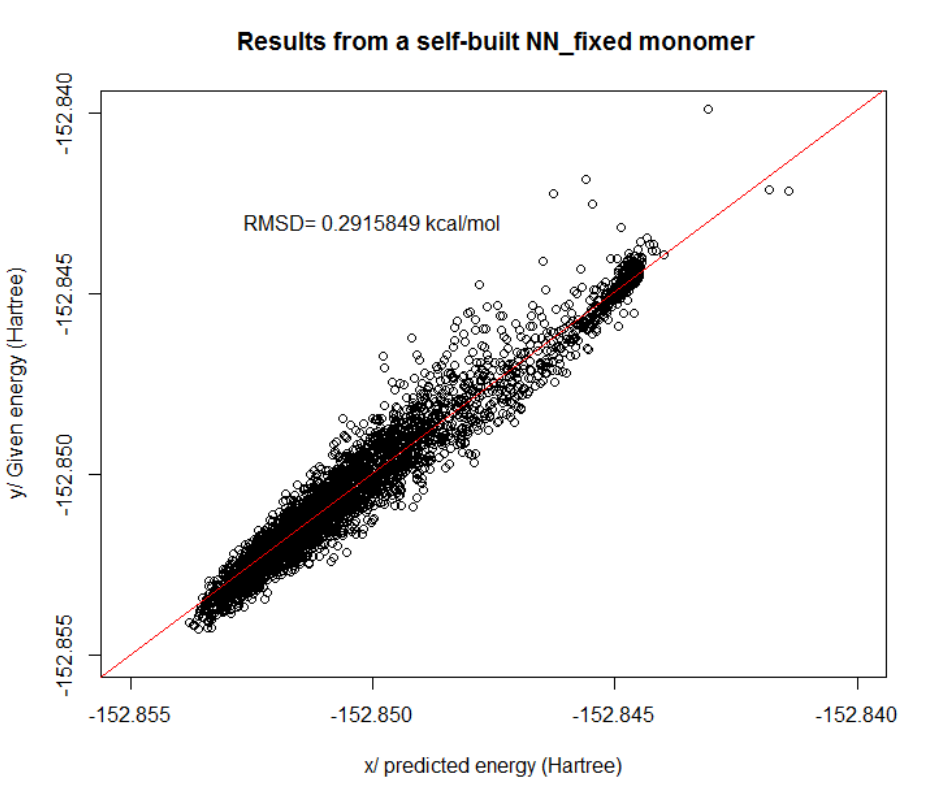 Results from a self-built NN_fixed monomer
-152.840
RMSD= 0.2915849 kcal/mol
-152.845
y/ Given energy (Hartree)
-152.850
-152.855
-152.855 -152.850 -152.845 -152.840
x/ predicted energy (Hartree)